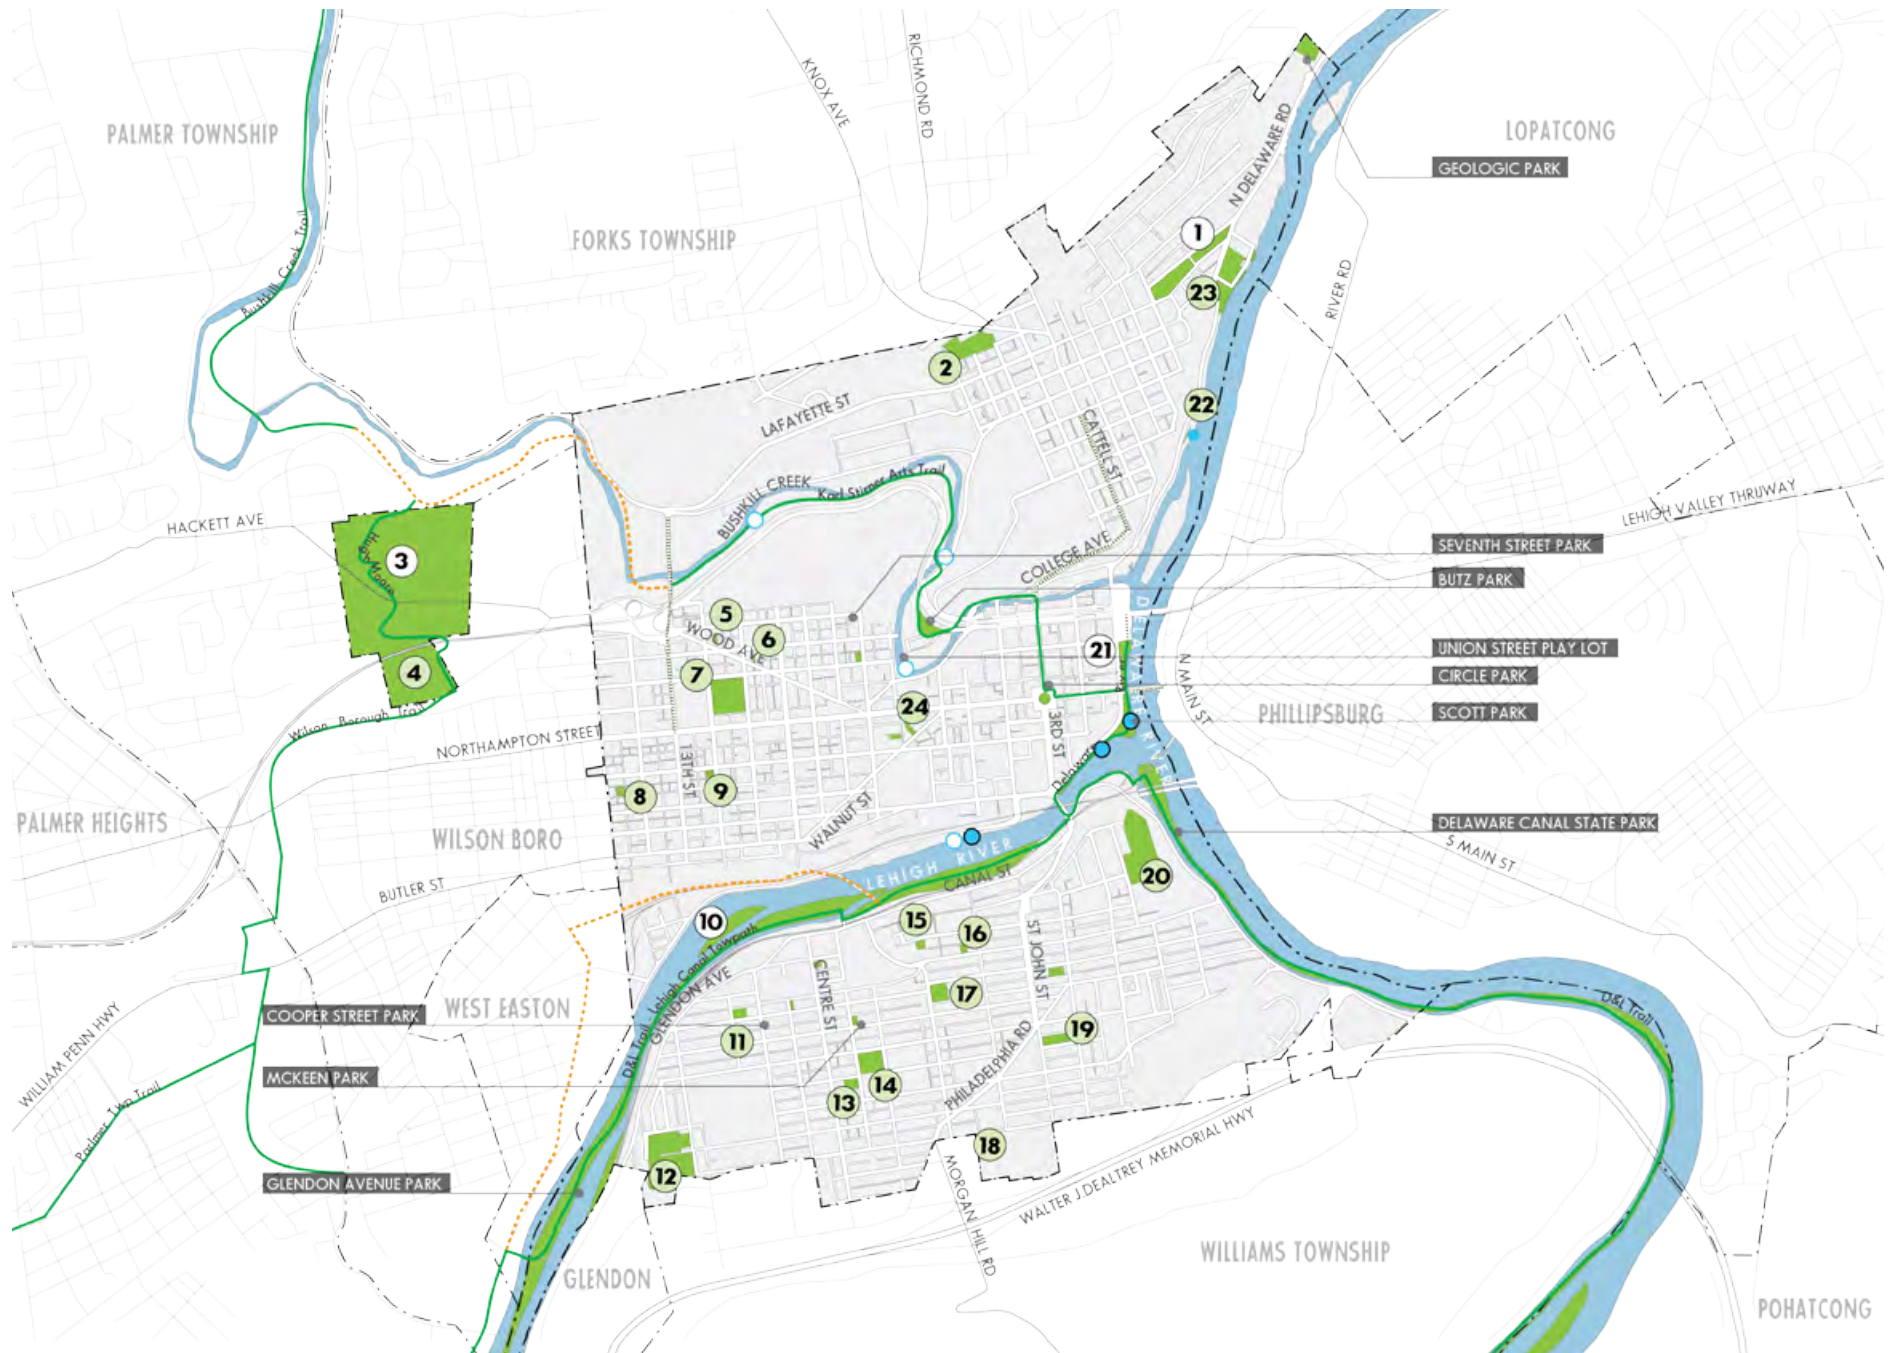 KNOX AVE
RICHMOND RD
PALMER TOWNSHIP
LOPATCONG
GEOLOGIC PARK
N DELAWARE RD
FORKS TOWNSHIP
1
Bushkill Creek Trail
RIVER RD
23
2
22
LAFAYETTE ST
CATTELL ST
BUSHKILL CREEK
Karl Stirner Arts Trail
LEHIGH VALLEY THRUWAY
HACKETT AVE
SEVENTH STREET PARK
3
Hugh Moore
COLLEGE AVE
BUTZ PARK
5
6
WOOD AVE
21
UNION STREET PLAY LOT
4
7
CIRCLE PARK
DELAWARE RIVER
N MAIN ST
24
SCOTT PARK
PHILLIPSBURG
Wilson Borough Trail
NORTHAMPTON STREET
3RD ST
13TH ST
Delaware
8
9
PALMER HEIGHTS
WILSON BORO
WALNUT ST
DELAWARE CANAL STATE PARK
S MAIN ST
LEHIGH RIVER
CANAL ST
BUTLER ST
20
10
15
16
ST JOHN ST
D&L Trail Lehigh Canal Towpath
GLENDON AVE
CENTRE ST
17
D&L Trail
WEST EASTON
COOPER STREET PARK
11
19
WILLIAM PENN HWY
MCKEEN PARK
14
13
PHILADELPHIA RD
Palmer Twp Trail
18
12
WALTER J DEALTREY MEMORIAL HWY
GLENDON AVENUE PARK
MORGAN HILL RD
GLENDON
WILLIAMS TOWNSHIP
POHATCONG